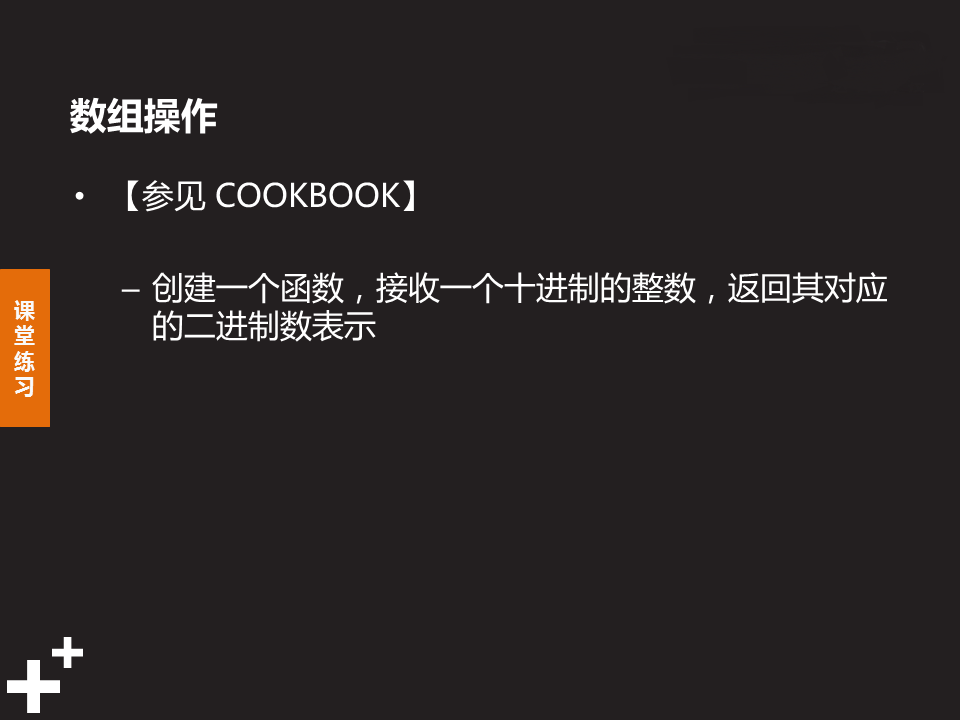 数组操作
• 【参见 COOKBOOK】
– 创建一个函数，接收一个十进制的整数，返回其对应
的二进制数表示
课
堂
练
习